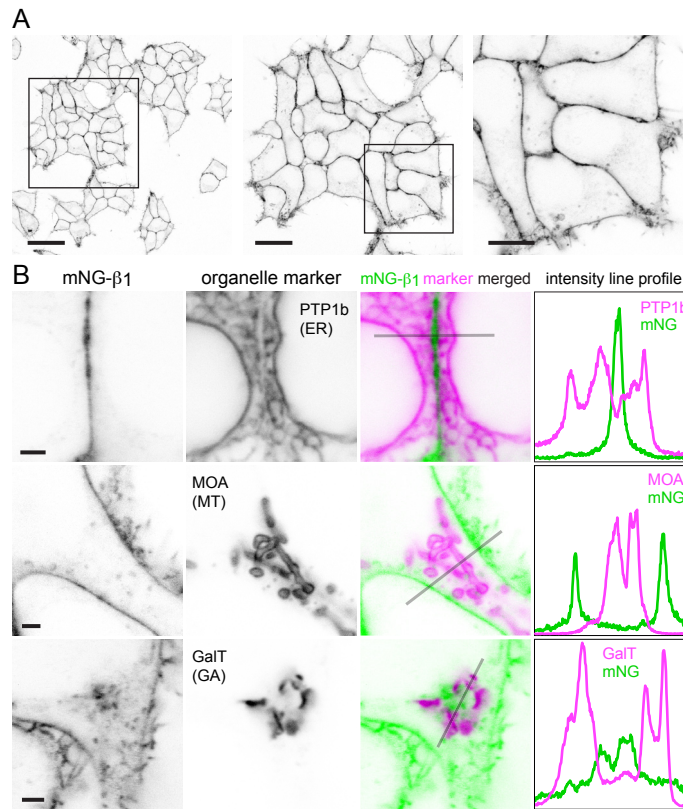 A
B
mNG-β1 organelle marker mNG-β1 marker merged intensity line profile
PTP1b
(ER)
PTP1b
mNG
MOA
(MT)
MOA
mNG
GalT
(GA)
GalT
mNG